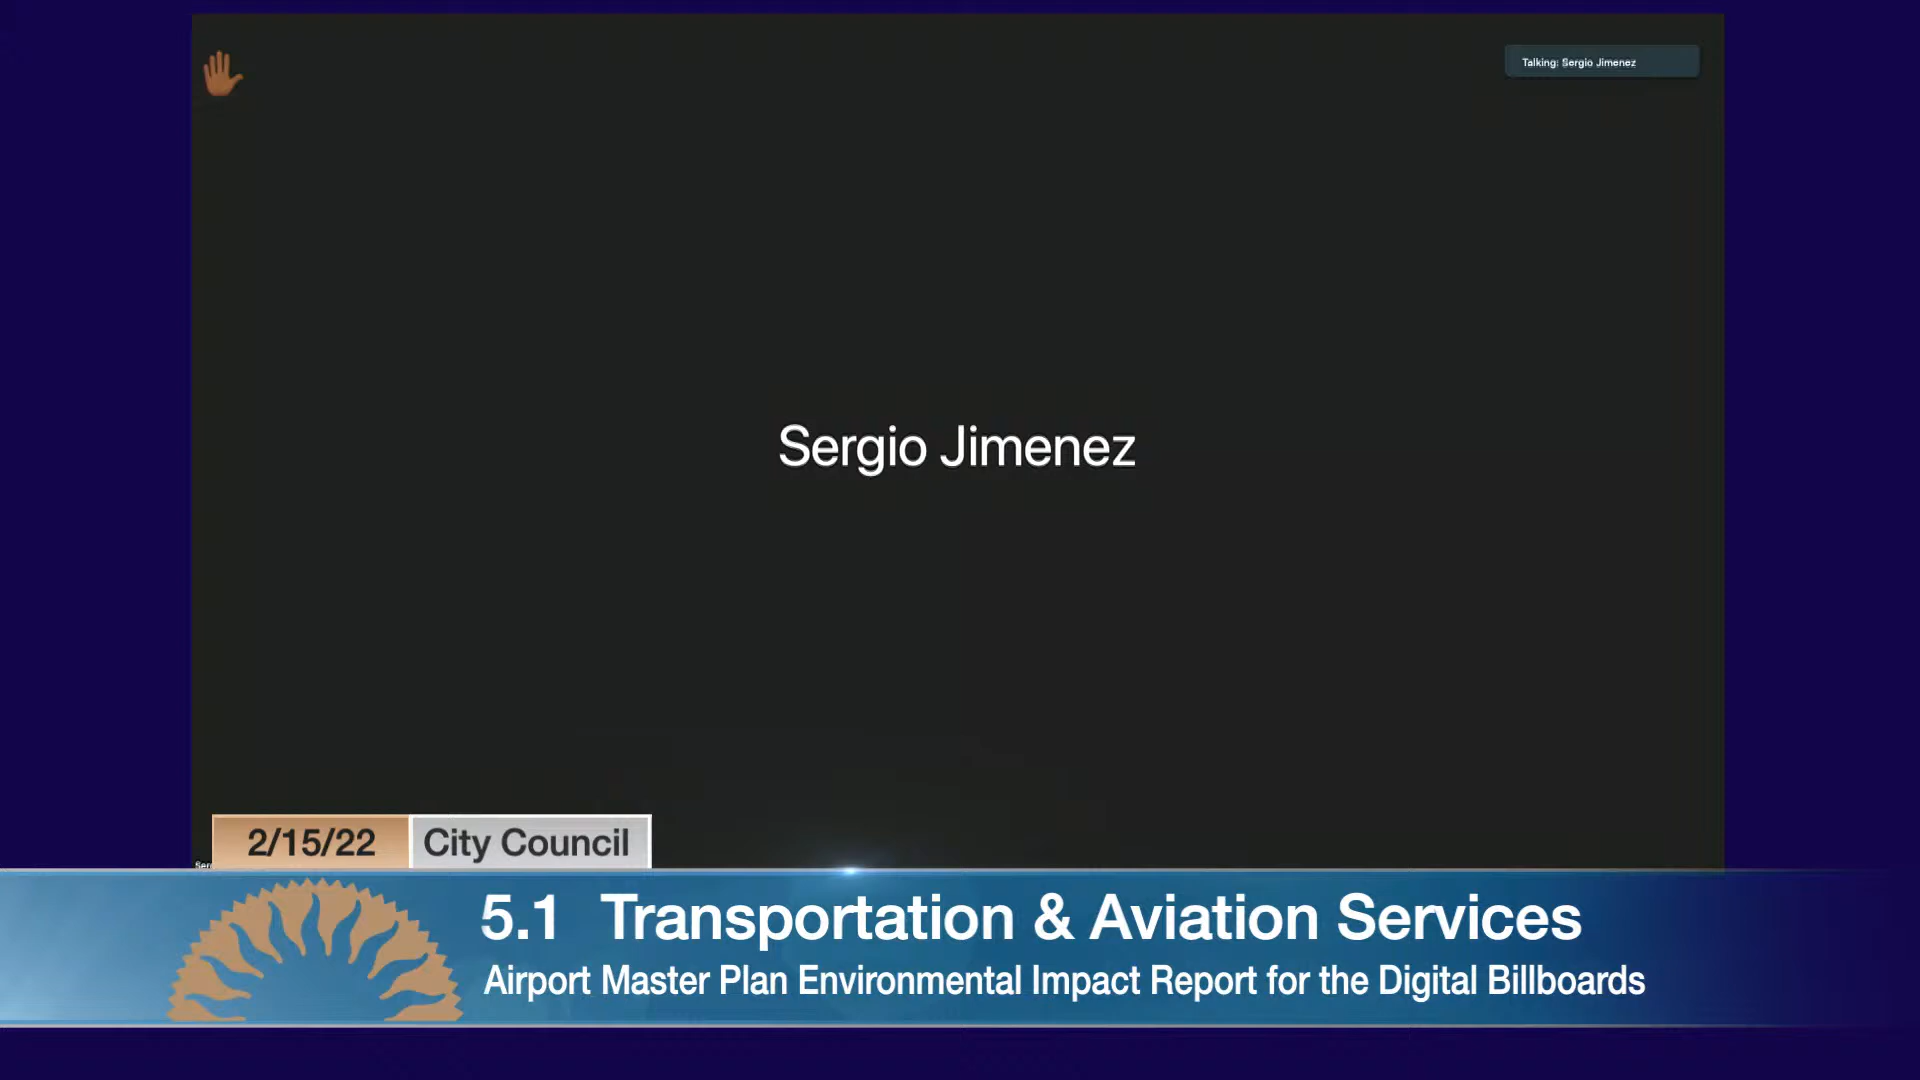 Talking: Sergio Jimenez
Sergio Jimenez
2/15/22 City Council
5.1 Transportation & Aviation Services
Airport Master Plan Environmental Impact Report for the Digital Billboards